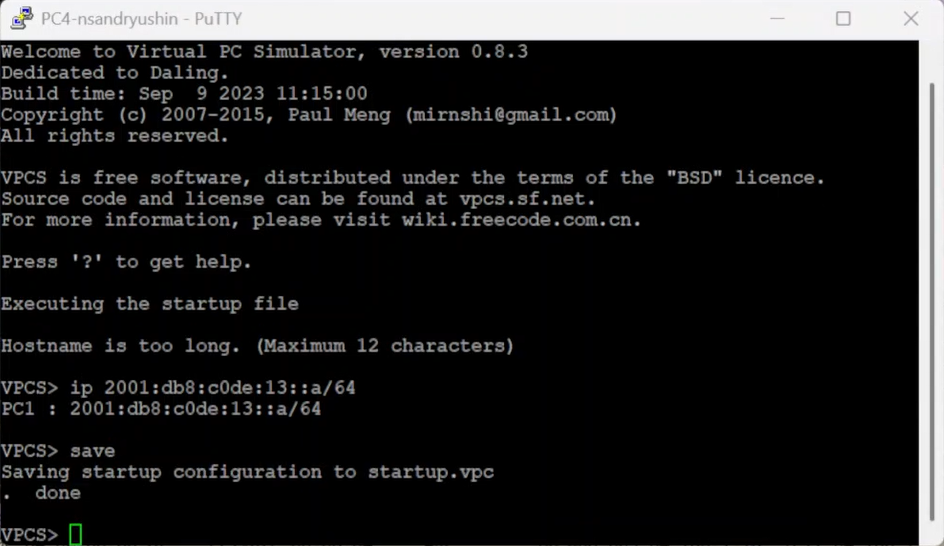 PC4-nsandryushin - PuTTY
Welcome to Virtual PC Simulator, version 0.8.3
Dedicated to Daling.
Build time: Sep  9 2023 11:15:00
Copyright (c) 2007-2015, Paul Meng (mirnshi@gmail.com)
All rights reserved.
VPCS is free software, distributed under the terms of the "BSD" licence.
Source code and license can be found at vpcs.sf.net.
For more information, please visit wiki.freecode.com.cn.
Press '?' to get help.
Executing the startup file
Hostname is too long. (Maximum 12 characters)
VPCS> ip 2001:db8:c0de:13::a/64
PC1 : 2001:db8:c0de:13::a/64
VPCS> save
Saving startup configuration to startup.vpc
.  done
VPCS>